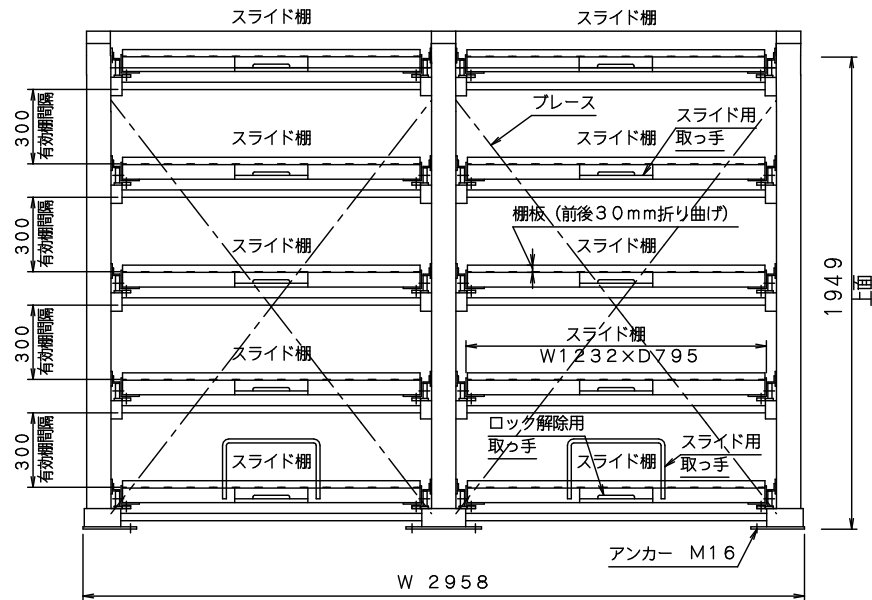 スライド棚
スライド棚
300
有効棚間隔
ブレース
スライド棚
スライド棚
スライド用
取っ手
300
有効棚間隔
棚板（前後３０ｍｍ折り曲げ）
スライド棚
スライド棚
1949
上面
300
有効棚間隔
スライド棚
スライド棚
W1232×D795
300
有効棚間隔
ロック解除用
取っ手
スライド棚
スライド棚
スライド用
取っ手
アンカー M16
W 2958